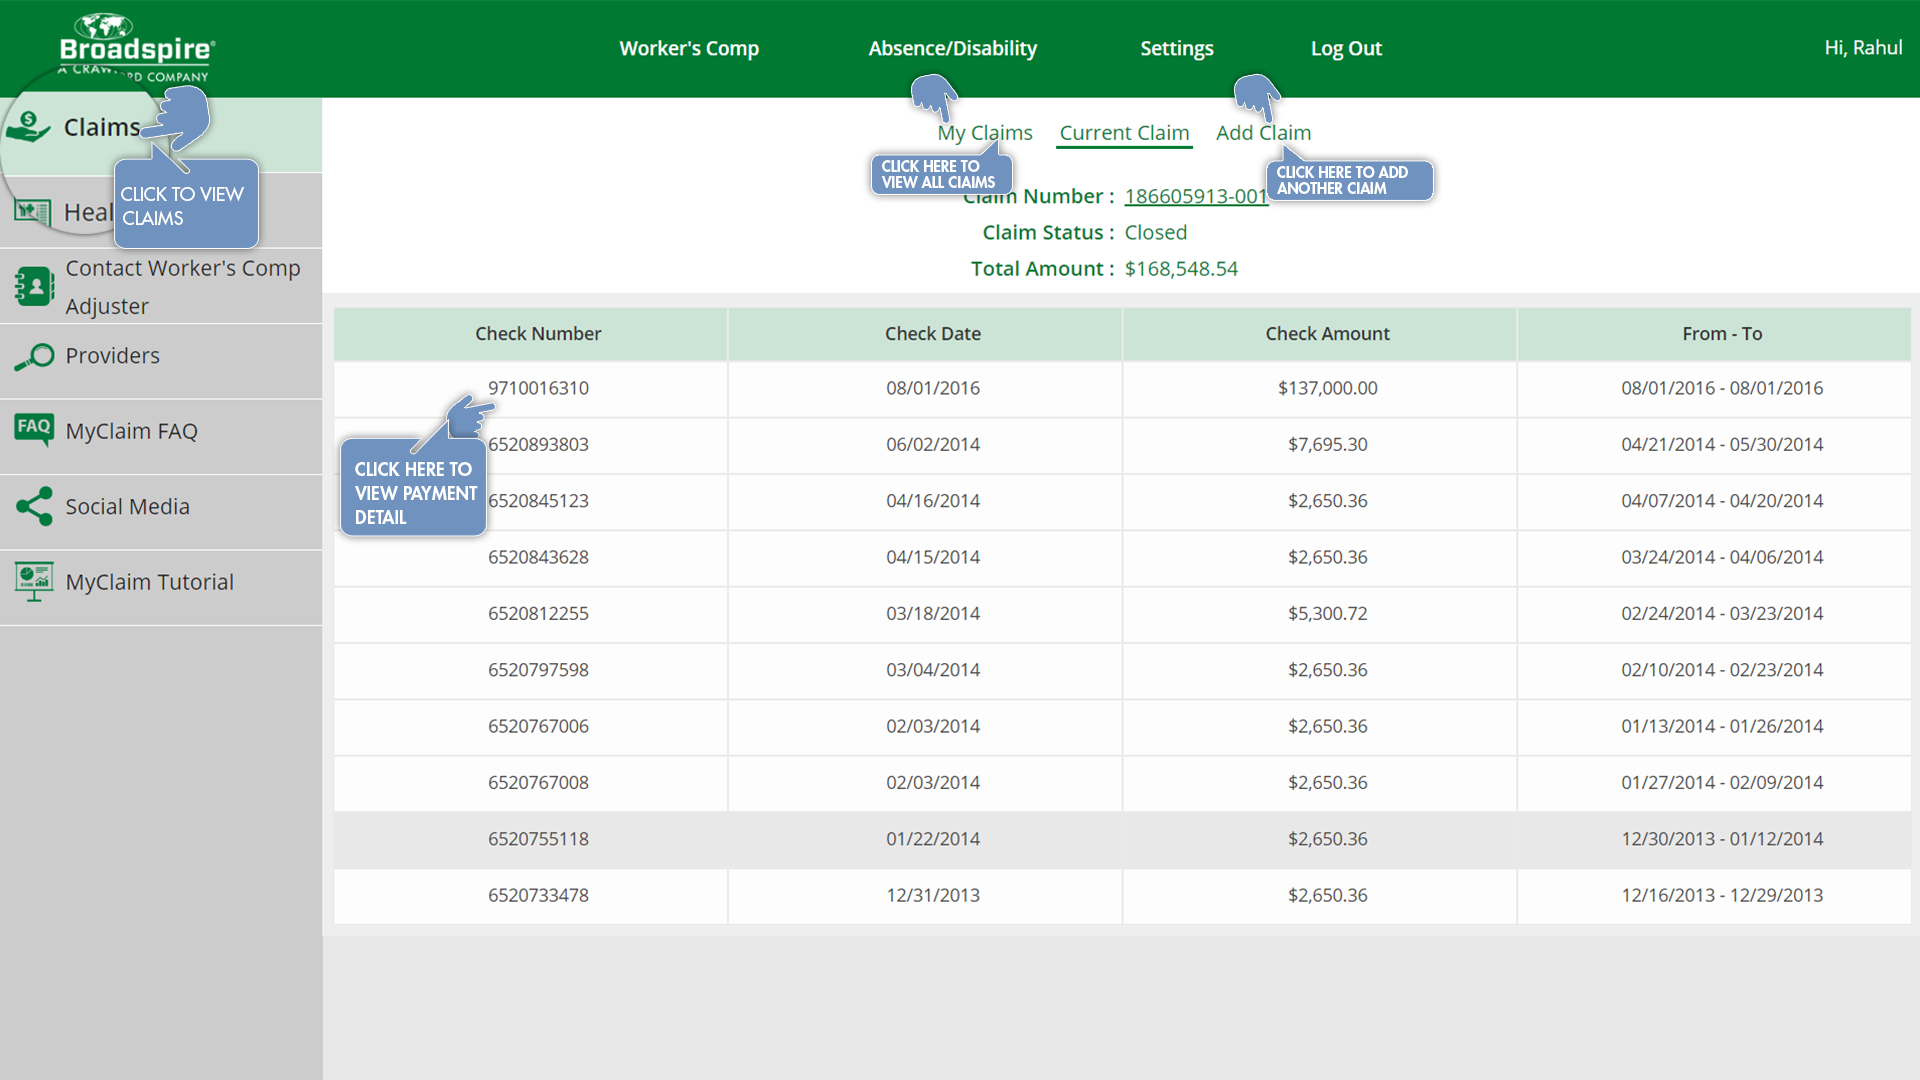 Broadspire®
A CRAWFORD COMPANY
Worker's Comp
Absence/Disability
Settings
Log Out
Hi, Rahul
Claims
CLICK TO VIEW
CLAIMS
Heal
Contact Worker's Comp
Adjuster
Providers
FAQ
MyClaim FAQ
Social Media
MyClaim Tutorial
My Claims
Current Claim
Add Claim
CLICK HERE TO
VIEW ALL CLAIMS
CLICK HERE TO ADD
ANOTHER CLAIM
Claim Number : 186605913-001
Claim Status : Closed
Total Amount : $168,548.54
Check Number Check Date Check Amount From - To
9710016310 08/01/2016 $137,000.00 08/01/2016 - 08/01/2016
6520893803 06/02/2014 $7,695.30 04/21/2014 - 05/30/2014
CLICK HERE TO
VIEW PAYMENT
DETAIL
6520845123 04/16/2014 $2,650.36 04/07/2014 - 04/20/2014
6520843628 04/15/2014 $2,650.36 03/24/2014 - 04/06/2014
6520812255 03/18/2014 $5,300.72 02/24/2014 - 03/23/2014
6520797598 03/04/2014 $2,650.36 02/10/2014 - 02/23/2014
6520767006 02/03/2014 $2,650.36 01/13/2014 - 01/26/2014
6520767008 02/03/2014 $2,650.36 01/27/2014 - 02/09/2014
6520755118 01/22/2014 $2,650.36 12/30/2013 - 01/12/2014
6520733478 12/31/2013 $2,650.36 12/16/2013 - 12/29/2013